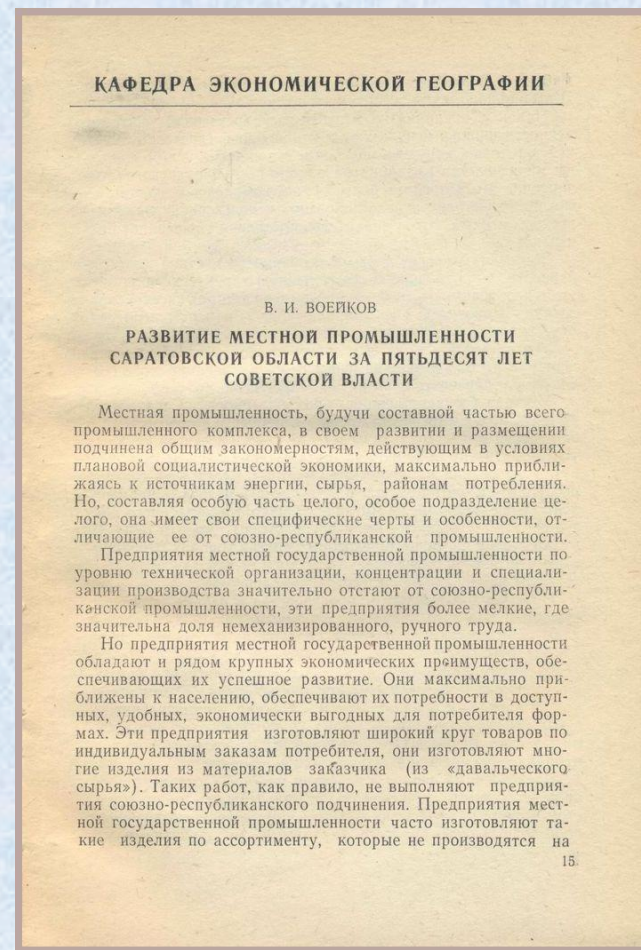 КАФЕДРА ЭКОНОМИЧЕСКОЙ ГЕОГРАФИИ
В. И. ВОЕЙКОВ
РАЗВИТИЕ МЕСТНОЙ ПРОМЫШЛЕННОСТИ
САРАТОВСКОЙ ОБЛАСТИ ЗА ПЯТЬДЕСЯТ ЛЕТ
СОВЕТСКОЙ ВЛАСТИ
Местная промышленность, будучи составной частью всего
промышленного комплекса, в своем развитии и размещении
подчинена общим закономерностям, действующим в условиях
плановой социалистической экономики, максимально прибли-
жаясь к источникам энергии, сырья, районам потребления.
Но, составляя особую часть целого, особое подразделение це-
лого, она имеет свои специфические черты и особенности, от-
личающие ее от союзно-республиканской промышленности.
Предприятия местной государственной промышленности по
уровню технической организации, концентрации и специали-
зации производства значительно отстают от союзно-республи-
канской промышленности, эти предприятия более мелкие, где
значительна доля немеханизированного, ручного труда.
Но предприятия местной государственной промышленности
обладают и рядом крупных экономических преимуществ, обе-
спечивающих их успешное развитие. Они максимально при-
ближены к населению, обеспечивают их потребности в доступ-
ных, удобных, экономически выгодных для потребителя фор-
мах. Эти предприятия изготовляют широкий круг товаров по
индивидуальным заказам потребителя, они изготовляют мно-
гие изделия из материалов заказчика (из «давальческого
сырья»). Таких работ, как правило, не выполняют предприя-
тия союзно-республиканского подчинения. Предприятия мест-
ной государственной промышленности часто изготовляют та-
кие изделия по ассортименту, которые не производятся на
15